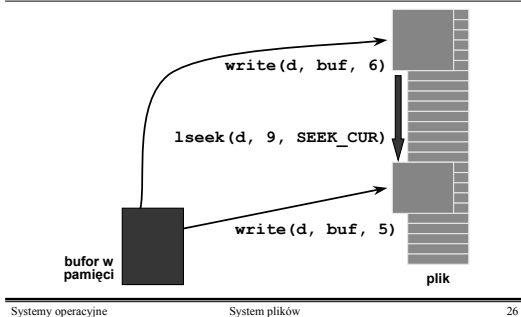 write(d, buf, 6)
lseek(d, 9, SEEK_CUR)
write(d, buf, 5)
bufor w
pamięci
plik
Systemy operacyjne System plików 26